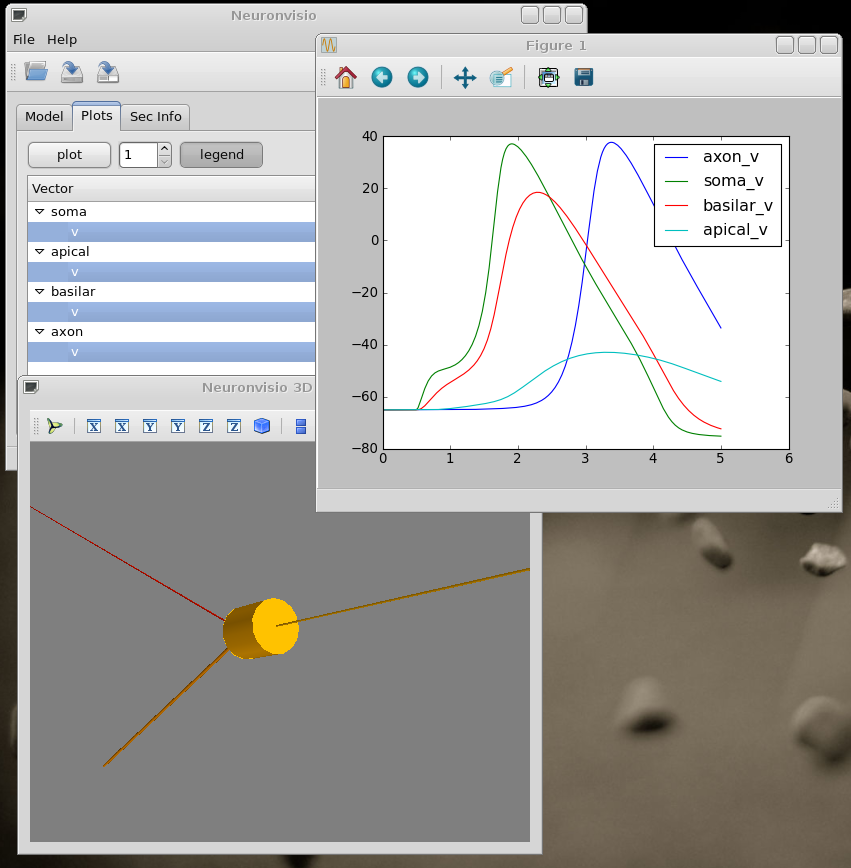 Neuronvisio
File Help
Model Plots Sec Info
plot 1 legend
Vector
soma
v
apical
v
basilar
v
axon
v
Figure 1
40
20
0
−20
−40
−60
−80
0 1 2 3 4 5 6
axon_v
soma_v
basilar_v
apical_v
Neuronvisio 3D
X X Y Y Z Z